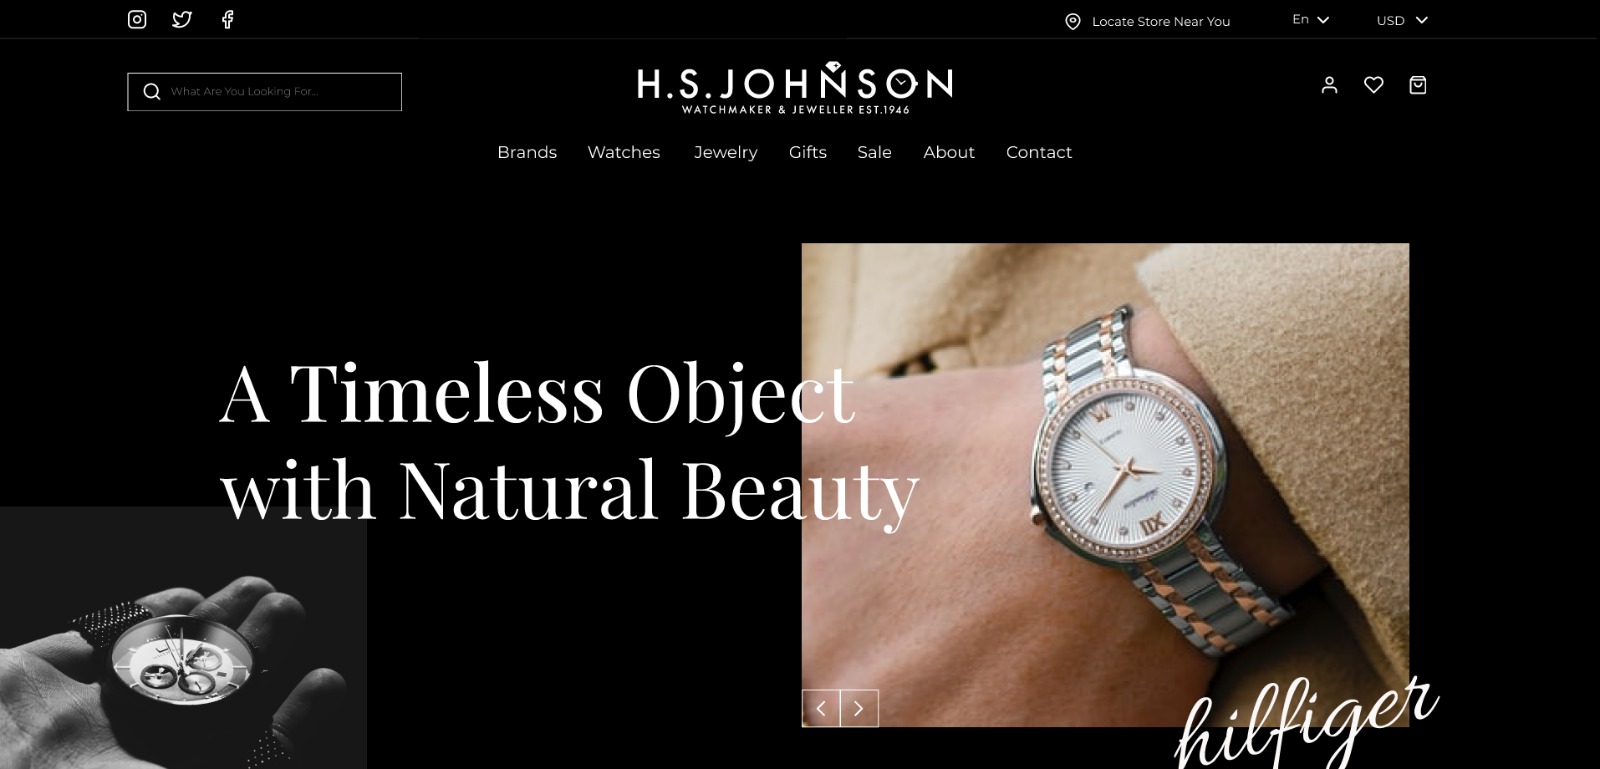 Locate Store Near You
En
USD
What Are You Looking For...
H.S.JOHNSON
WATCHMAKER & JEWELLER EST.1946
Brands Watches Jewelry Gifts Sale About Contact
A Timeless Object
with Natural Beauty
XII
hilfiger